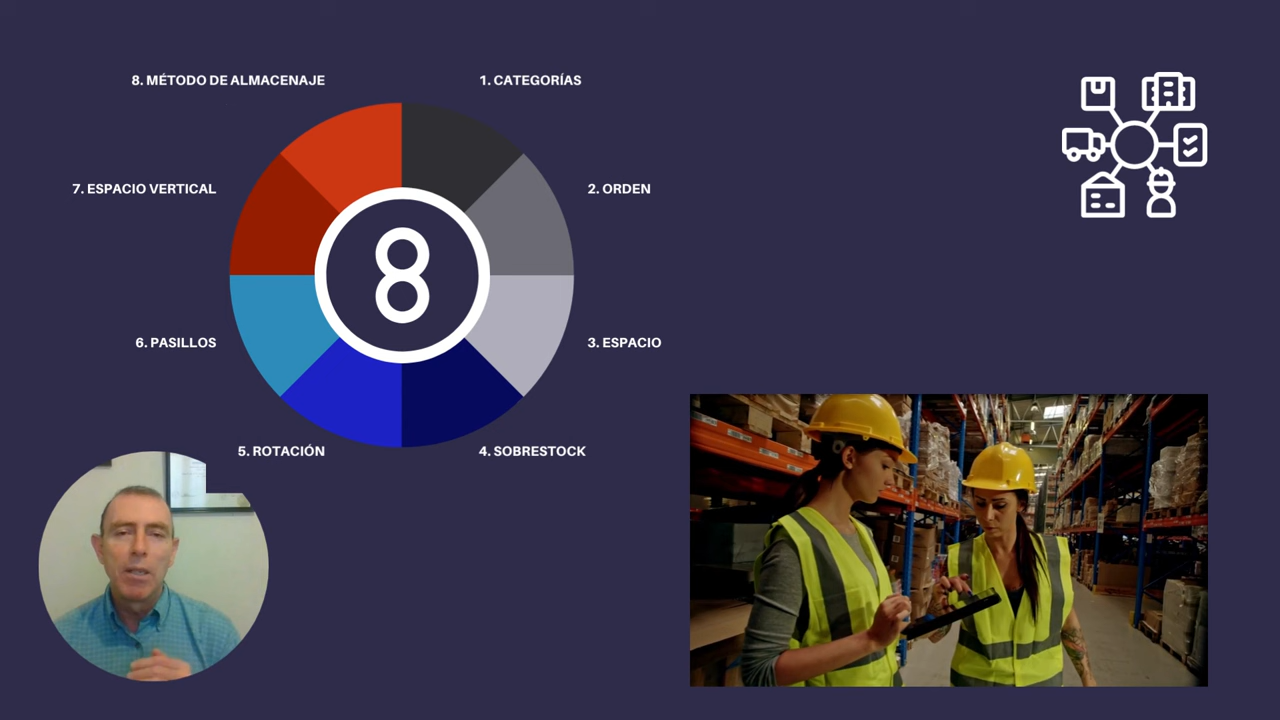 8. MÉTODO DE ALMACENAJE
1. CATEGORÍAS
7. ESPACIO VERTICAL
2. ORDEN
8
6. PASILLOS
3. ESPACIO
5. ROTACIÓN
4. SOBRESTOCK